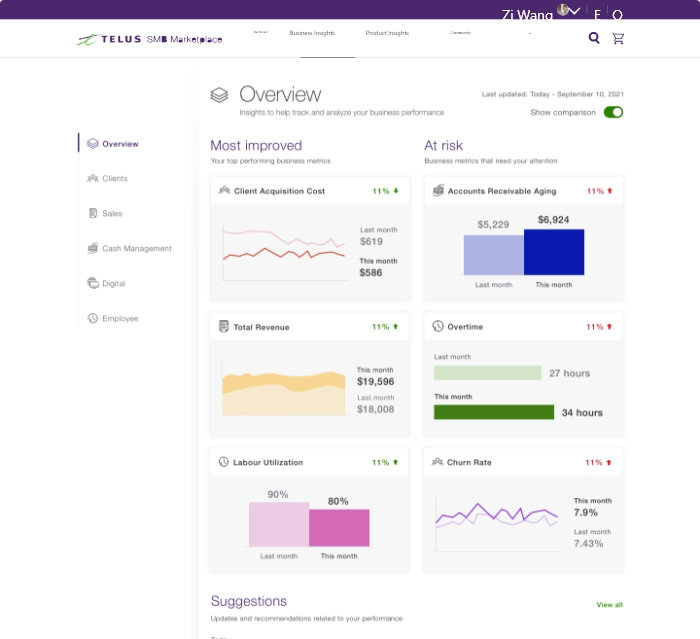 Zi Wang
E
TELUS SMB Marketplace
Business Insights
Product Insights
Community
Overview
Last updated: Today - September 10, 2021
Insights to help track and analyze your business performance
Show comparison
Overview
Clients
Sales
Cash Management
Digital
Employee
Most improved
Your top performing business metrics
At risk
Business metrics that need your attention
Client Acquisition Cost
11%
Last month
$619
This month
$586
Accounts Receivable Aging
11%
$5,229
$6,924
Last month
This month
Total Revenue
11%
This month
$19,596
Last month
$18,008
Overtime
11%
Last month
27 hours
This month
34 hours
Labour Utilization
11%
90%
80%
Last month
This month
Churn Rate
11%
This month
7.9%
Last month
7.43%
Suggestions
View all
Updates and recommendations related to your performance